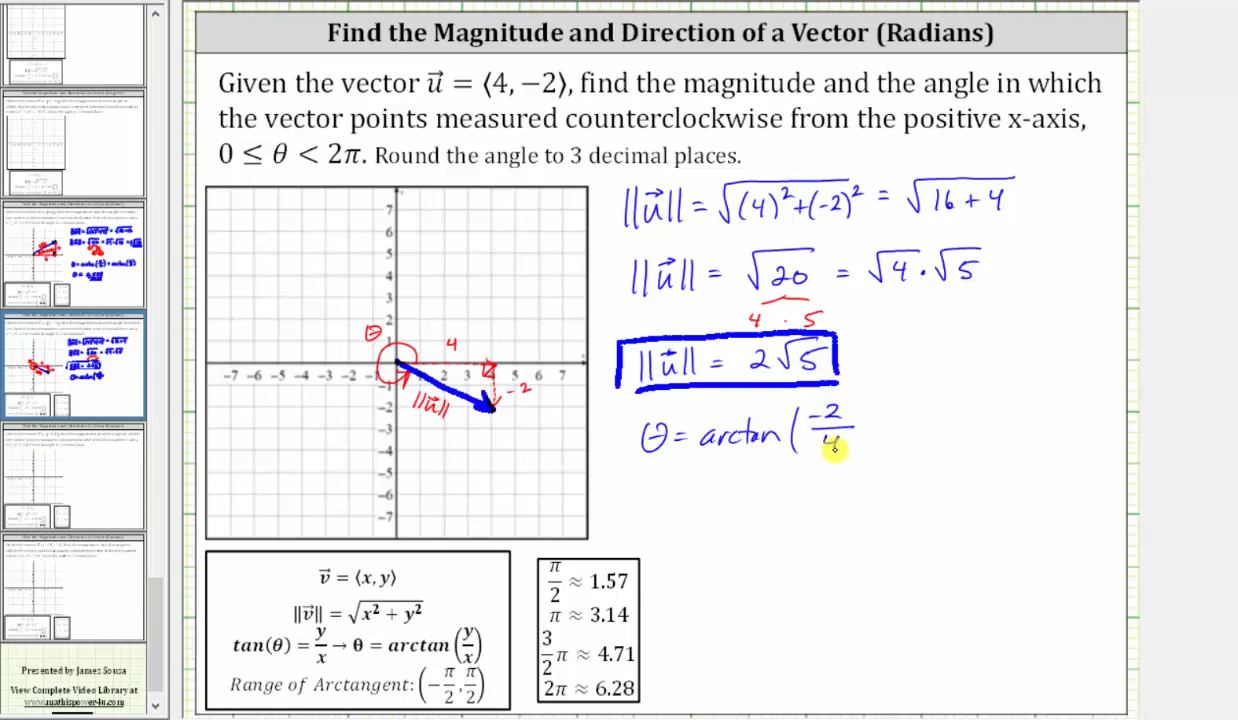 Find the Magnitude and Direction of a Vector (Radians)
Given the vector u⃗ = ⟨4, −2⟩, find the magnitude and the angle in which
the vector points measured counterclockwise from the positive x-axis,
0 ≤ θ < 2π. Round the angle to 3 decimal places.
||u⃗|| = √((4)² + (-2)²) = √(16 + 4)
||u⃗|| = √20 = √4 · √5
4 · 5
||u⃗|| = 2√5
θ = arctan(-2/4
7
6
5
4
3
2
1
−7 −6 −5 −4 −3 −2 −1 2 3 5 6 7
−1
−2
−3
−4
−5
−6
−7
θ
4
-2
||u⃗||
v⃗ = ⟨x, y⟩
||v⃗|| = √(x² + y²)
tan(θ) = y/x → θ = arctan(y/x)
Range of Arctangent: (−π/2, π/2)
π/2 ≈ 1.57
π ≈ 3.14
3/2 π ≈ 4.71
2π ≈ 6.28
Presented by James Sousa
View Complete Video Library at
www.mathispower4u.com